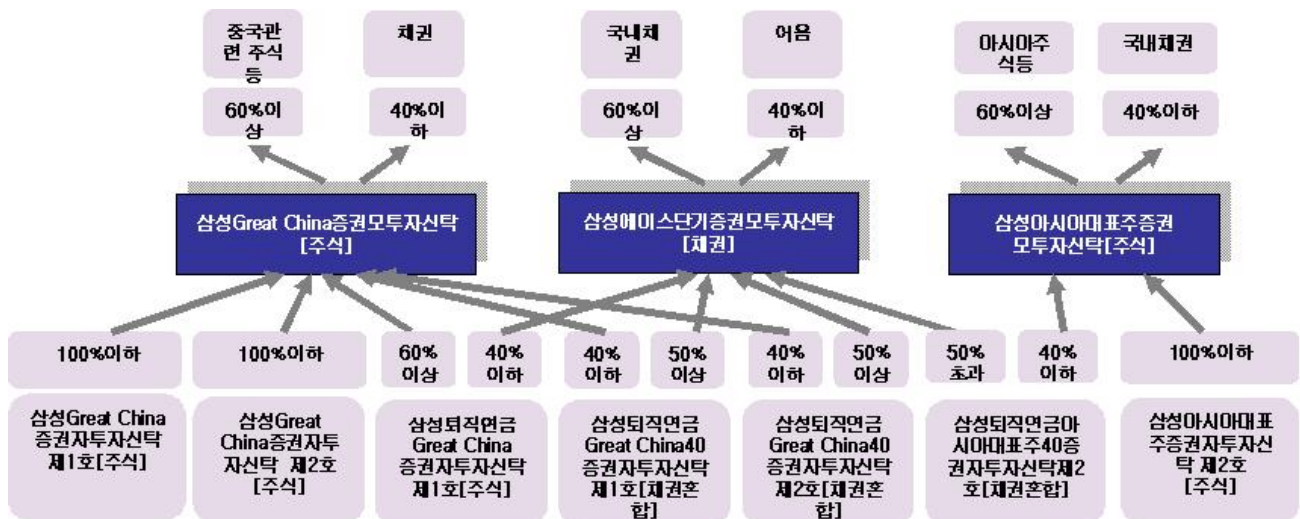 중국관
련 주식
등
채권
국내채
권
어음
아시아주
식등
국내채권
60%이
상
40%이
하
60%이
상
40%이
하
60%이상
40%이하
삼성Great China증권모투자신탁
[주식]
삼성에이스단기증권모투자신탁
[채권]
삼성아시아대표주증권
모투자신탁[주식]
100%이하
100%이하
60%
이상
40%
이하
40%
이하
50%
이상
40%
이하
50%
이상
50%
초과
40%
이하
100%이하
삼성Great China
증권자투자신탁
제1호[주식]
삼성Great
China증권자투
자신탁 제2호
[주식]
삼성퇴직연금
Great China
증권자투자신탁
제1호[주식]
삼성퇴직연금
Great China40
증권자투자신탁
제1호[채권혼
합]
삼성퇴직연금
Great China40
증권자투자신탁
제2호[채권혼
합]
삼성퇴직연금아
시아대표주40증
권자투자신탁제2
호[채권혼합]
삼성아시아대표
주증권자투자신
탁 제2호
[주식]